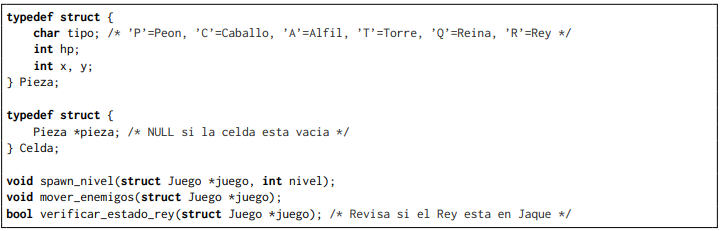 typedef struct {
    char tipo; /* ’P’=Peon, ’C’=Caballo, ’A’=Alfil, ’T’=Torre, ’Q’=Reina, ’R’=Rey */
    int hp;
    int x, y;
} Pieza;

typedef struct {
    Pieza *pieza; /* NULL si la celda esta vacia */
} Celda;

void spawn_nivel(struct Juego *juego, int nivel);
void mover_enemigos(struct Juego *juego);
bool verificar_estado_rey(struct Juego *juego); /* Revisa si el Rey esta en Jaque */